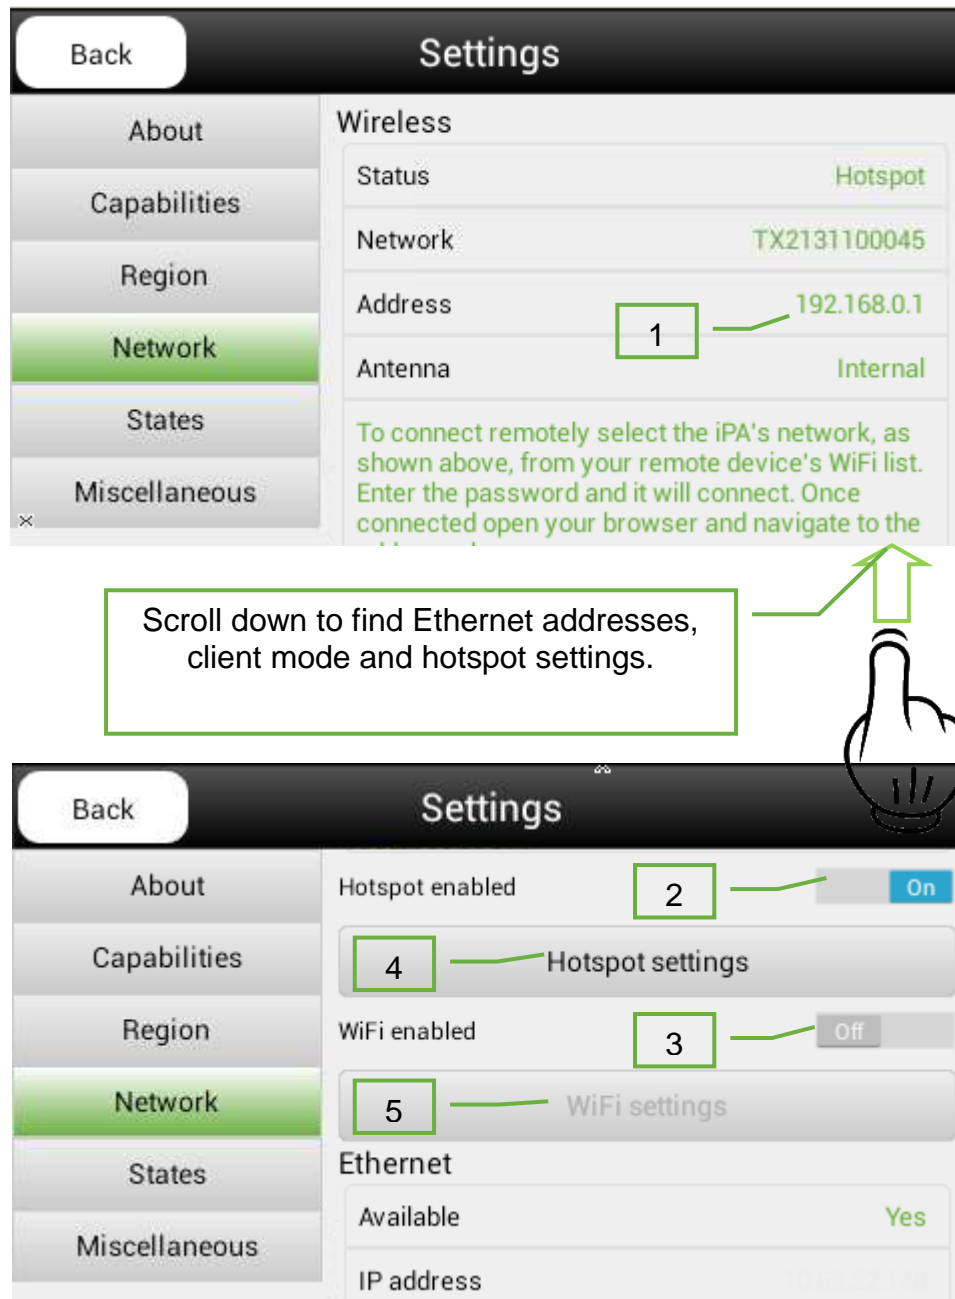 Back
Settings
About
Capabilities
Region
Network
States
Miscellaneous
Wireless
Status Hotspot
Network TX2131100045
Address 192.168.0.1
1
Antenna Internal
To connect remotely select the iPA's network, as
shown above, from your remote device's WiFi list.
Enter the password and it will connect. Once
connected open your browser and navigate to the
Scroll down to find Ethernet addresses,
client mode and hotspot settings.
Back
Settings
About
Capabilities
Region
Network
States
Miscellaneous
Hotspot enabled 2 On
4 Hotspot settings
WiFi enabled 3 Off
5 WiFi settings
Ethernet
Available Yes
IP address